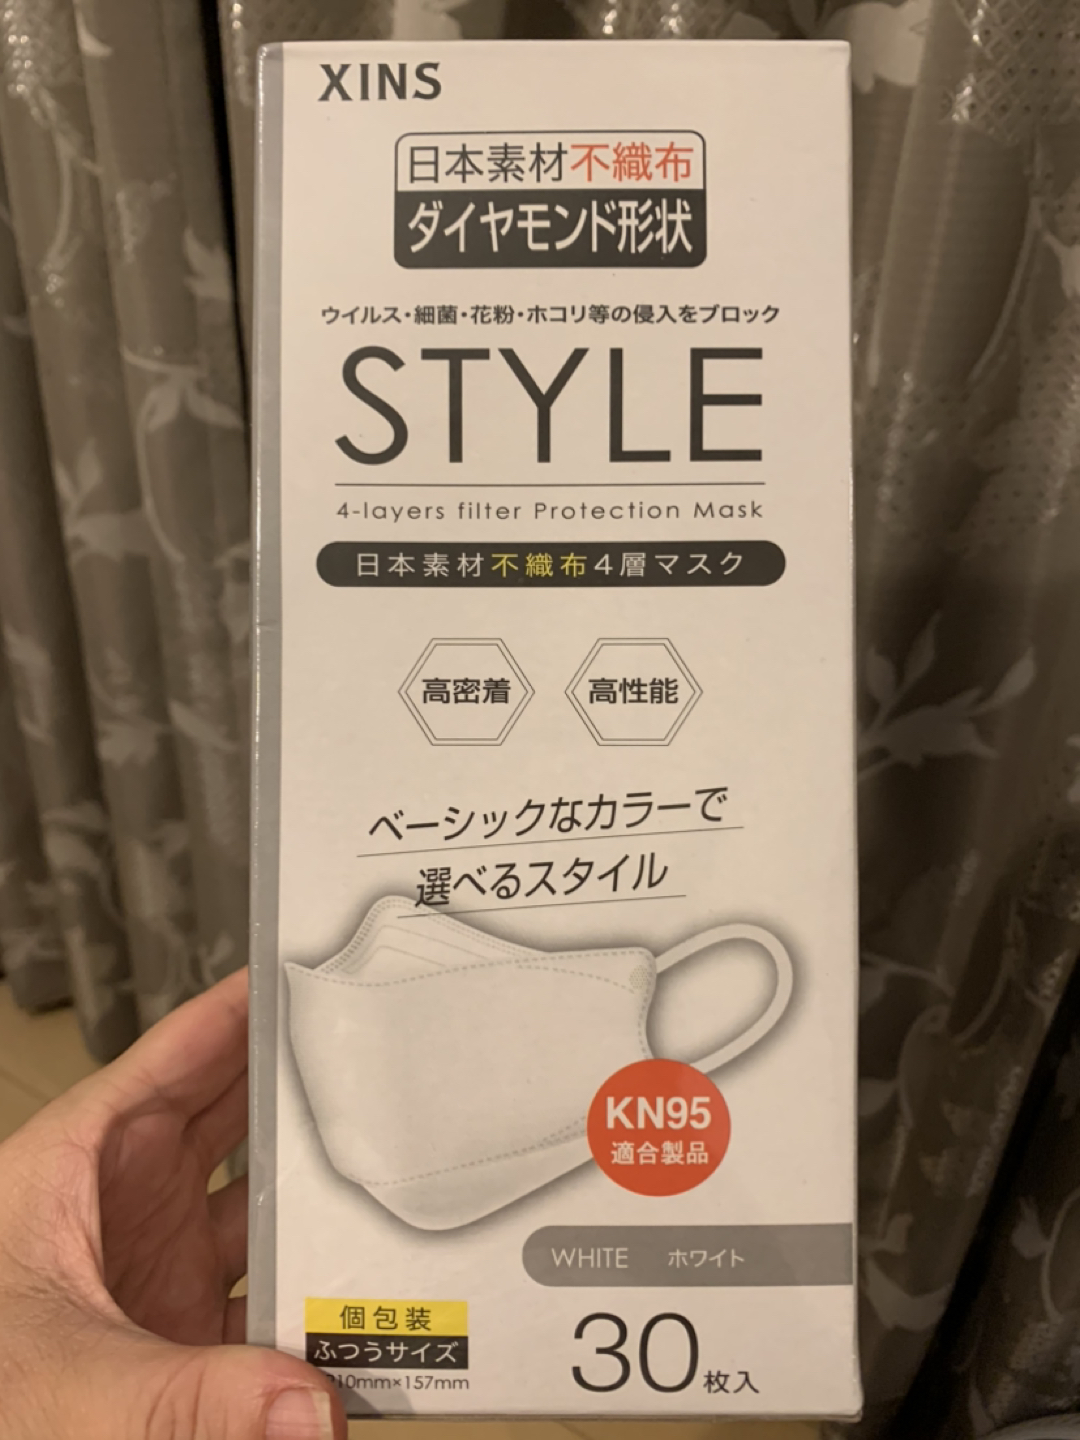 XINS
日本素材不織布
ダイヤモンド形状
ウイルス・細菌・花粉・ホコリ等の侵入をブロック
STYLE
4-layers filter Protection Mask
日本素材不織布4層マスク
高密着
高性能
ベーシックなカラーで
選べるスタイル
KN95
適合製品
WHITE ホワイト
個包装
ふつうサイズ
10mm×157mm
30枚入